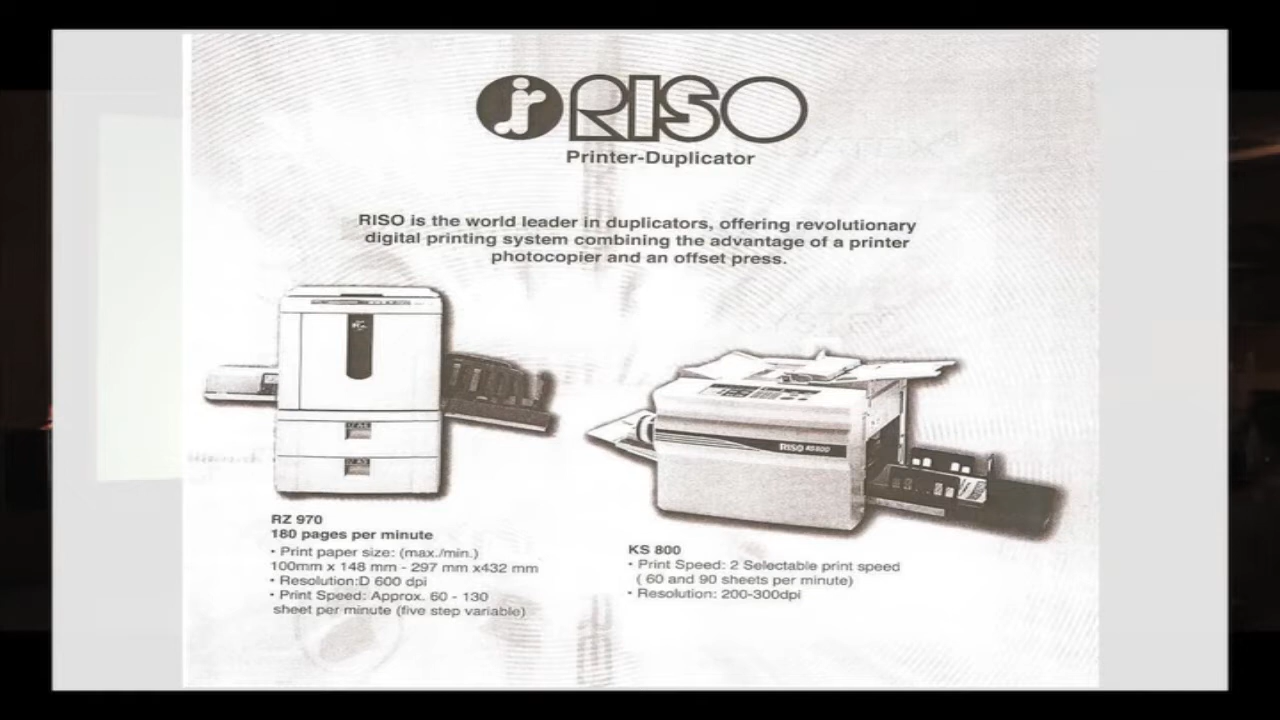 RISO
Printer-Duplicator
RISO is the world leader in duplicators, offering revolutionary
digital printing system combining the advantage of a printer
photocopier and an offset press.
RISO KS800
RZ 970
180 pages per minute
• Print paper size: (max./min.)
100mm x 148 mm - 297 mm x432 mm
• Resolution:D 600 dpi
• Print Speed: Approx. 60 - 130
sheet per minute (five step variable)
KS 800
• Print Speed: 2 Selectable print speed
( 60 and 90 sheets per minute)
• Resolution: 200-300dpi